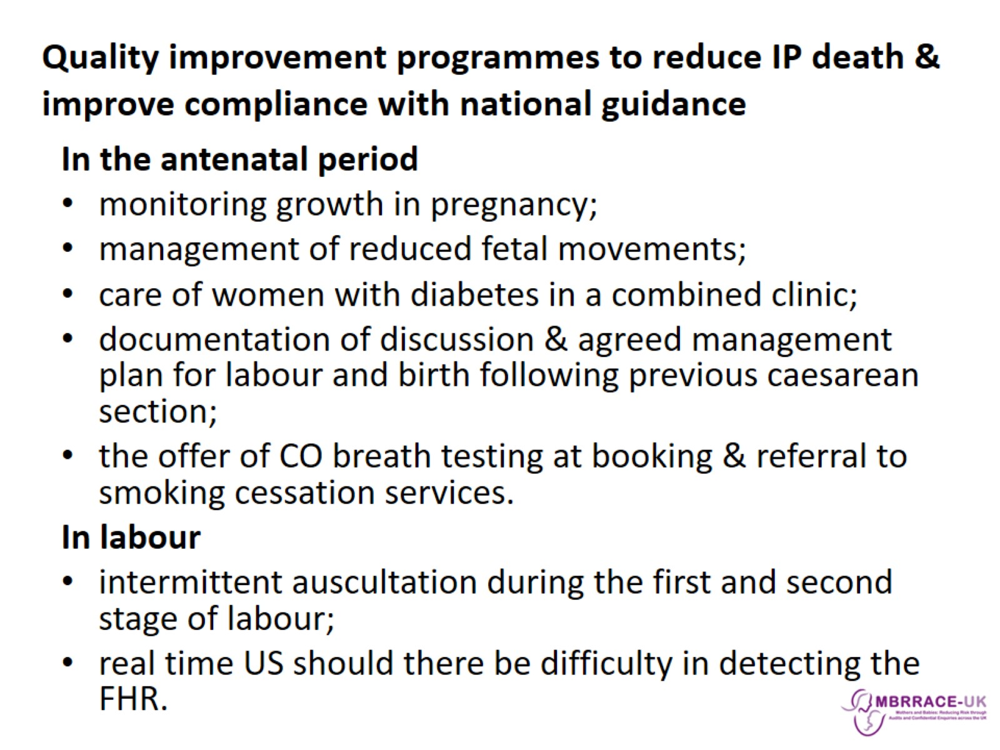 Quality improvement programmes to reduce IP death &
improve compliance with national guidance
In the antenatal period
• monitoring growth in pregnancy;
• management of reduced fetal movements;
• care of women with diabetes in a combined clinic;
• documentation of discussion & agreed management
plan for labour and birth following previous caesarean
section;
• the offer of CO breath testing at booking & referral to
smoking cessation services.
In labour
• intermittent auscultation during the first and second
stage of labour;
• real time US should there be difficulty in detecting the
FHR.
MBRRACE-UK
Mothers and Babies: Reducing Risk through
Audits and Confidential Enquiries across the UK